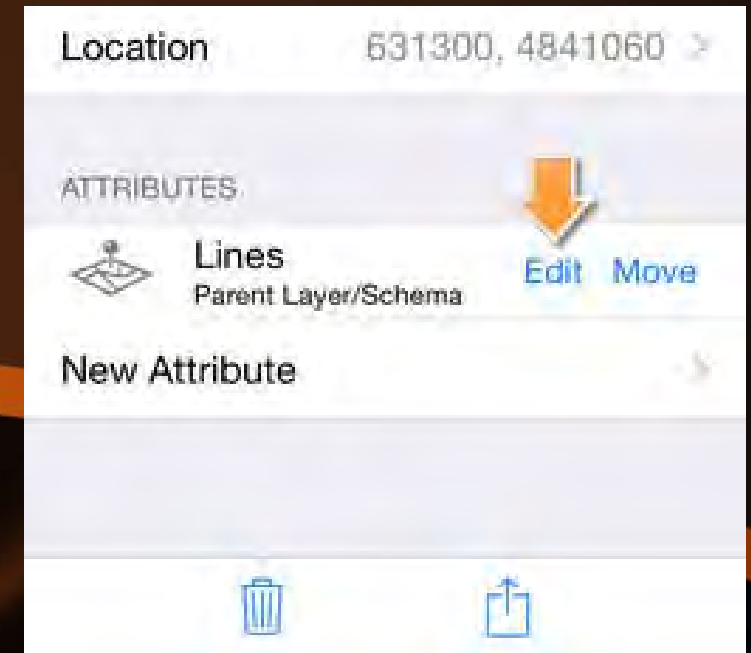 Location 631300, 4841060
ATTRIBUTES
Lines
Edit Move
Parent Layer/Schema
New Attribute